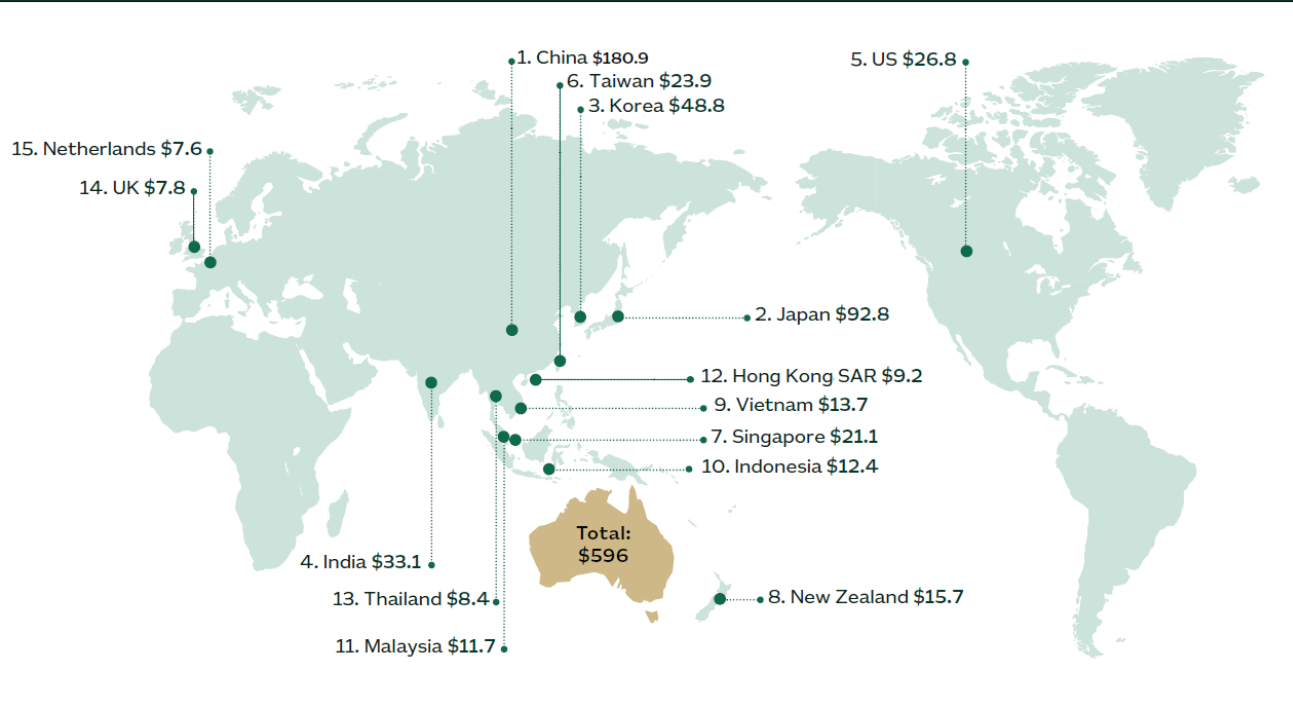 1. China $180.9
5. US $26.8
6. Taiwan $23.9
3. Korea $48.8
15. Netherlands $7.6
14. UK $7.8
2. Japan $92.8
12. Hong Kong SAR $9.2
9. Vietnam $13.7
7. Singapore $21.1
10. Indonesia $12.4
Total:
$596
4. India $33.1
13. Thailand $8.4
8. New Zealand $15.7
11. Malaysia $11.7